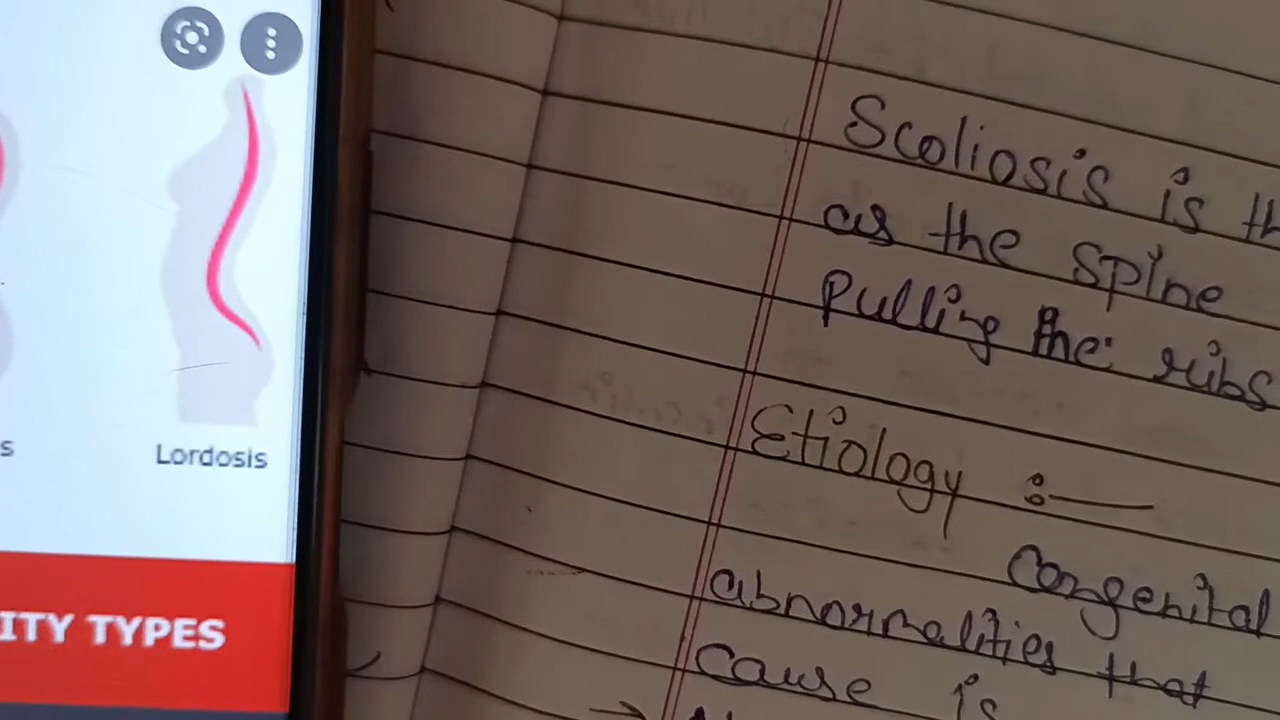 s
Lordosis
ITY TYPES
Scoliosis is th
as the spine
Pulling the ribs
Etiology :—
Congenital
abnormalities that
cause is
→